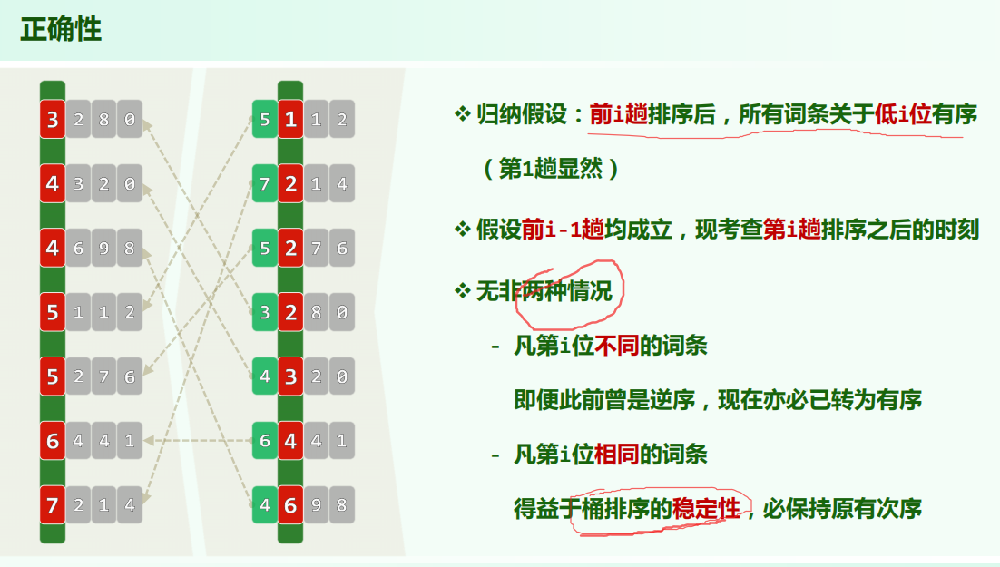 正确性
3 2 8 0
4 3 2 0
4 6 9 8
5 1 1 2
5 2 7 6
6 4 4 1
7 2 1 4
5 1 1 2
7 2 1 4
5 2 7 6
3 2 8 0
4 3 2 0
6 4 4 1
4 6 9 8
❖ 归纳假设：前i趟排序后，所有词条关于低i位有序
（第1趟显然）
❖ 假设前i-1趟均成立，现考查第i趟排序之后的时刻
❖ 无非两种情况
- 凡第i位不同的词条
即便此前曾是逆序，现在亦必已转为有序
- 凡第i位相同的词条
得益于桶排序的稳定性，必保持原有次序